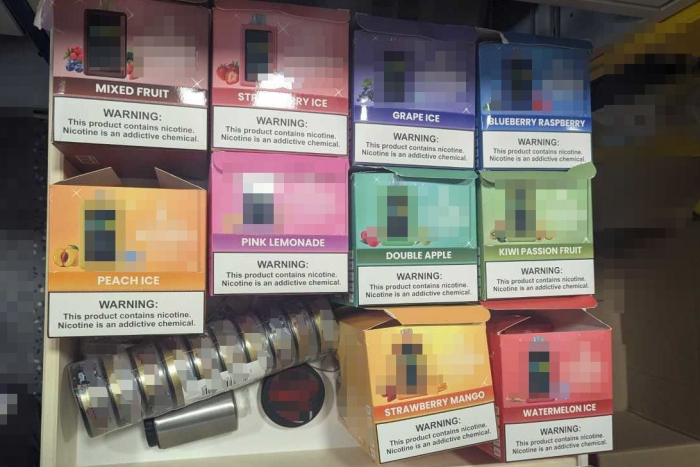 MIXED FRUIT
WARNING:
This product contains nicotine.
Nicotine is an addictive chemical.
ICE
WARNING:
This product contains nicotine.
Nicotine is an addictive chemical.
GRAPE ICE
WARNING:
This product contains nicotine.
Nicotine is an addictive chemical.
BLUEBERRY RASPBERRY
WARNING:
This product contains nicotine.
Nicotine is an addictive chemical.
PEACH ICE
WARNING:
This product contains nicotine.
Nicotine is an addictive chemical.
PINK LEMONADE
WARNING:
This product contains nicotine.
Nicotine is an addictive chemical.
DOUBLE APPLE
WARNING:
This product contains nicotine.
Nicotine is an addictive chemical.
KIWI PASSION FRUIT
WARNING:
This product contains nicotine.
Nicotine is an addictive chemical.
STRAWBERRY MANGO
WARNING:
This product contains nicotine.
Nicotine is an addictive chemical.
WATERMELON ICE
WARNING:
This product contains nicotine.
Nicotine is an addictive chemical.